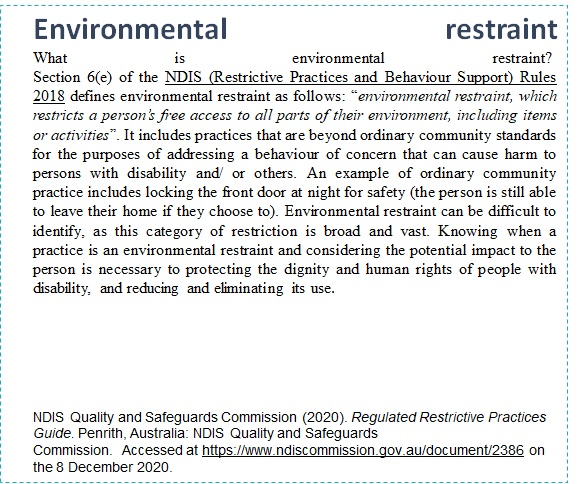 Environmental restraint
What is environmental restraint?
Section 6(e) of the NDIS (Restrictive Practices and Behaviour Support) Rules
2018 defines environmental restraint as follows: “environmental restraint, which
restricts a person’s free access to all parts of their environment, including items
or activities”. It includes practices that are beyond ordinary community standards
for the purposes of addressing a behaviour of concern that can cause harm to
persons with disability and/ or others. An example of ordinary community
practice includes locking the front door at night for safety (the person is still able
to leave their home if they choose to). Environmental restraint can be difficult to
identify, as this category of restriction is broad and vast. Knowing when a
practice is an environmental restraint and considering the potential impact to the
person is necessary to protecting the dignity and human rights of people with
disability, and reducing and eliminating its use.
NDIS Quality and Safeguards Commission (2020). Regulated Restrictive Practices
Guide. Penrith, Australia: NDIS Quality and Safeguards
Commission. Accessed at https://www.ndiscommission.gov.au/document/2386 on
the 8 December 2020.